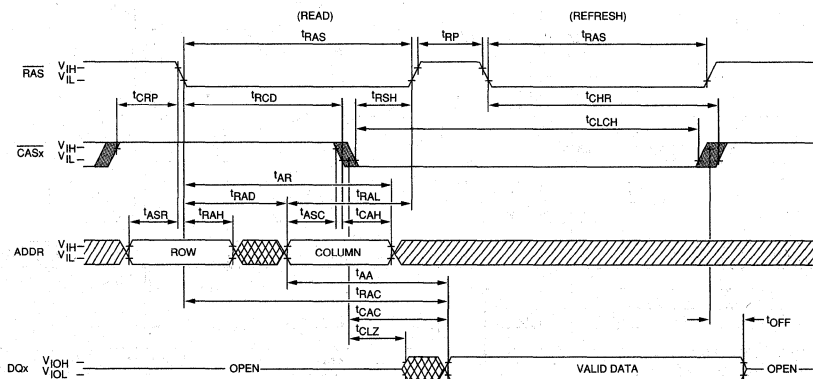 (READ) (REFRESH)
tRAS tRP tRAS
RAS VIH VIL
tCRP tRCD tRSH tCHR
tCLCH
CASx VIH VIL
tAR
tRAD tRAL
tASR tRAH tASC tCAH
ADDR VIH VIL ROW COLUMN
tAA
tRAC
tCAC
tCLZ tOFF
DQx VIOH VIOL OPEN VALID DATA OPEN